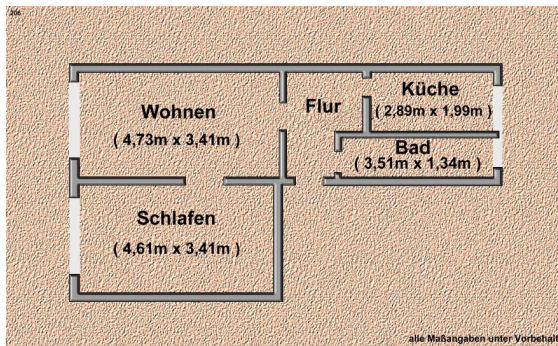 Wohnen
( 4,73m x 3,41m )
Flur
Küche
( 2,89m x 1,99m )
Bad
( 3,51m x 1,34m )
Schlafen
( 4,61m x 3,41m )
alle Maßangaben unter Vorbehalt